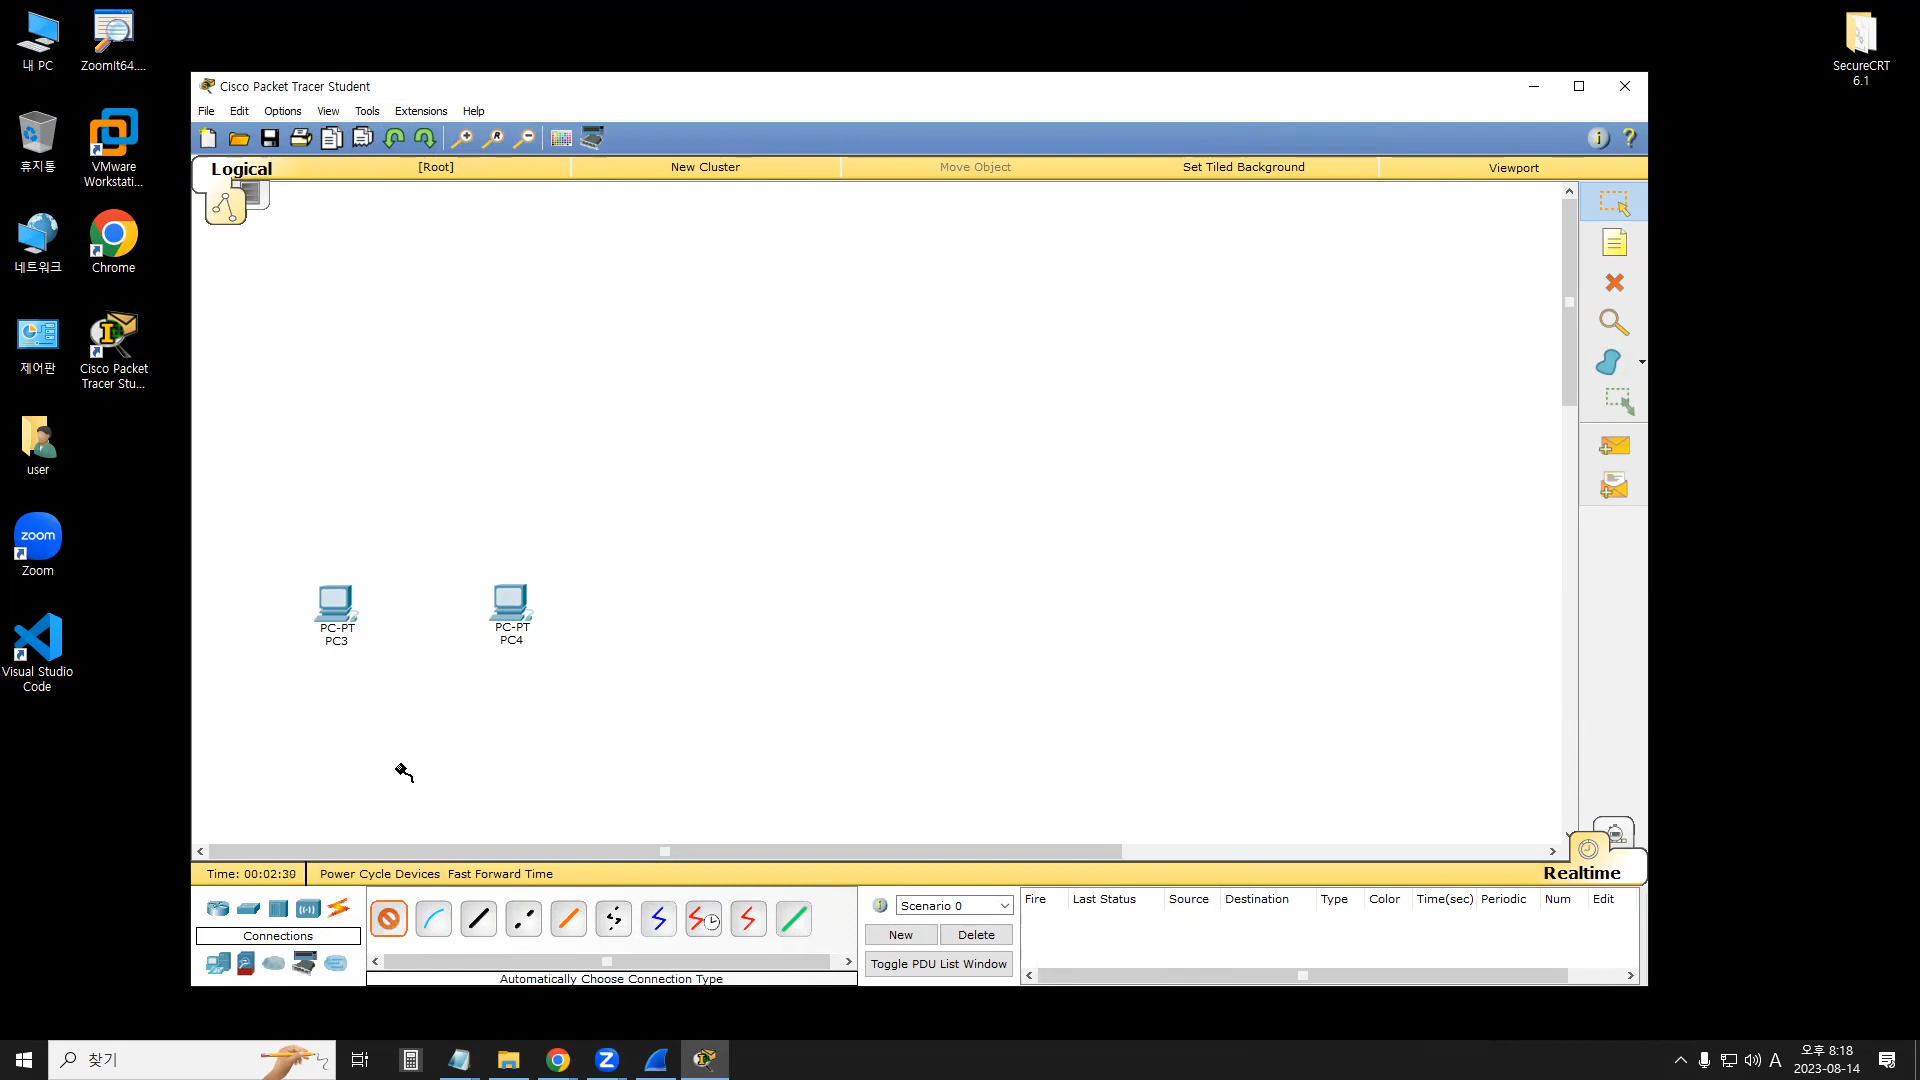 내 PC
ZoomIt64....
SecureCRT
6.1
휴지통
VMware
Workstati...
네트워크
Chrome
제어판
Cisco Packet
Tracer Stu...
user
zoom
Zoom
Visual Studio
Code
Cisco Packet Tracer Student
File Edit Options View Tools Extensions Help
Logical
[Root]
New Cluster
Move Object
Set Tiled Background
Viewport
PC-PT
PC3
PC-PT
PC4
Time: 00:02:30
Power Cycle Devices Fast Forward Time
Realtime
Connections
Automatically Choose Connection Type
Scenario 0
New
Delete
Toggle PDU List Window
Fire Last Status Source Destination Type Color Time(sec) Periodic Num Edit
찾기
A
오후 8:18
2023-08-14